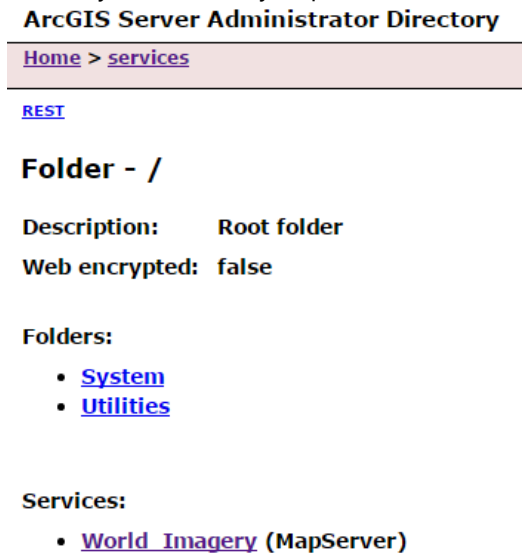 ArcGIS Server Administrator Directory
Home > services
REST
Folder - /
Description: Root folder
Web encrypted: false
Folders:
• System
• Utilities
Services:
• World_Imagery (MapServer)